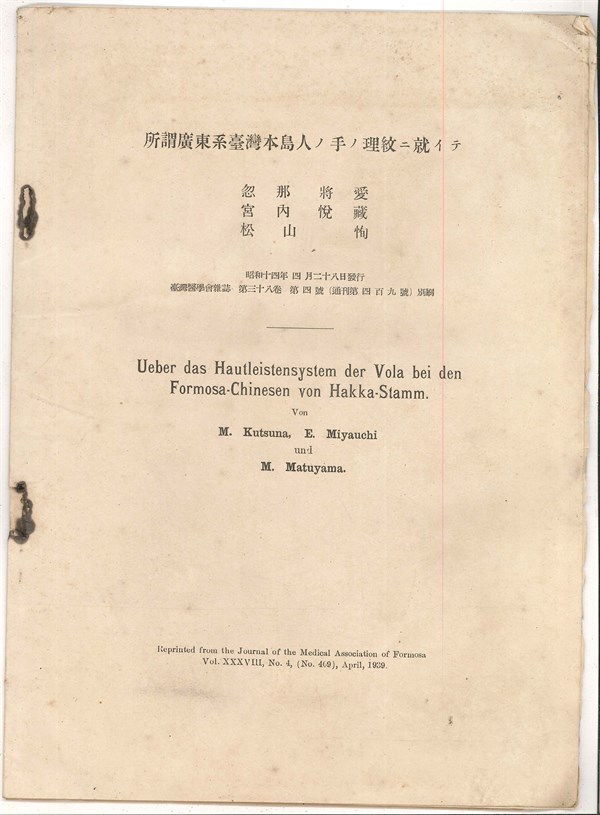 所謂廣東系臺灣本島人ノ手ノ理紋ニ就イテ
忽那將愛
宮內悅藏
松山恂
昭和十四年四月二十八日發行
臺灣醫學會雜誌 第三十八卷 第四號（通刊第四百九號）別刷
Ueber das Hautleistensystem der Vola bei den
Formosa-Chinesen von Hakka-Stamm.
Von
M. Kutsuna, E. Miyauchi
und
M. Matuyama.
Reprinted from the Journal of the Medical Association of Formosa
Vol. XXXVIII, No. 4, (No. 409), April, 1939.